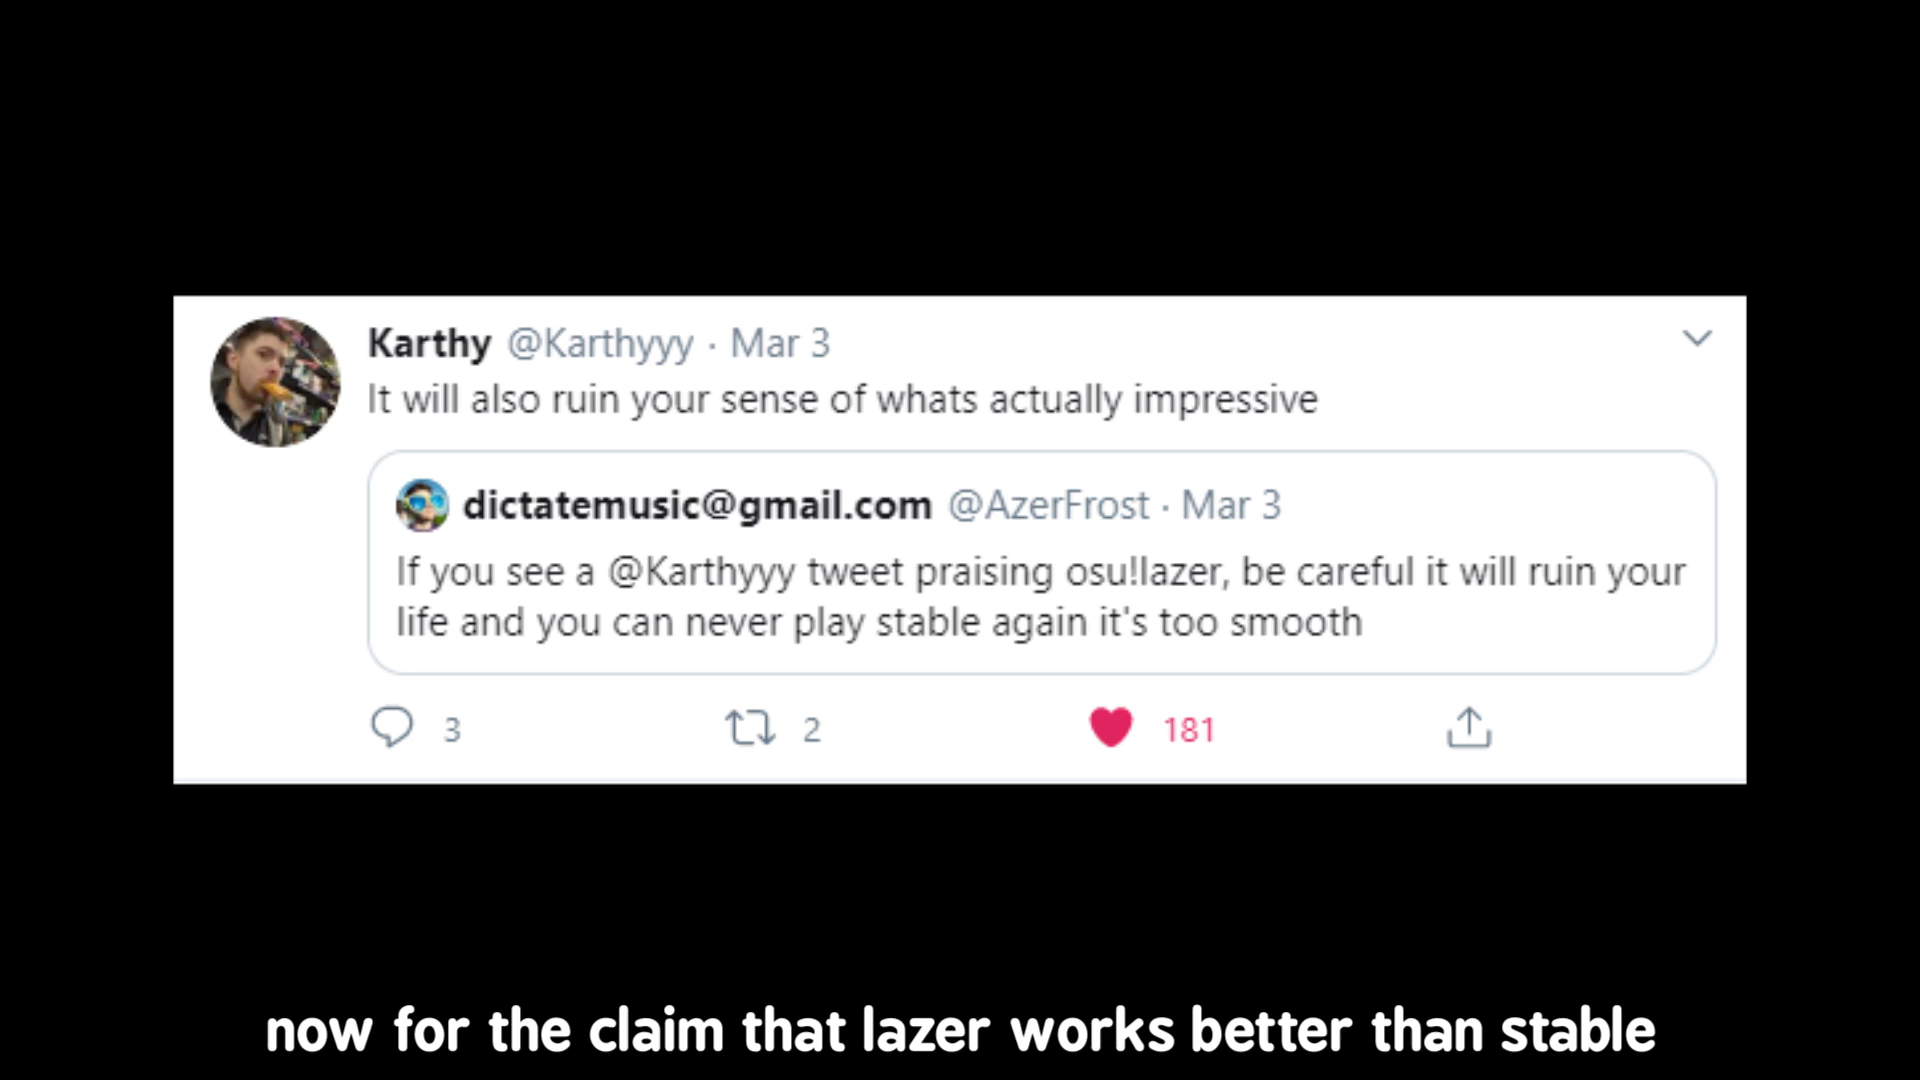 Karthy @Karthyyy · Mar 3
It will also ruin your sense of whats actually impressive
dictatemusic@gmail.com @AzerFrost · Mar 3
If you see a @Karthyyy tweet praising osu!lazer, be careful it will ruin your
life and you can never play stable again it's too smooth
3 2 181
now for the claim that lazer works better than stable